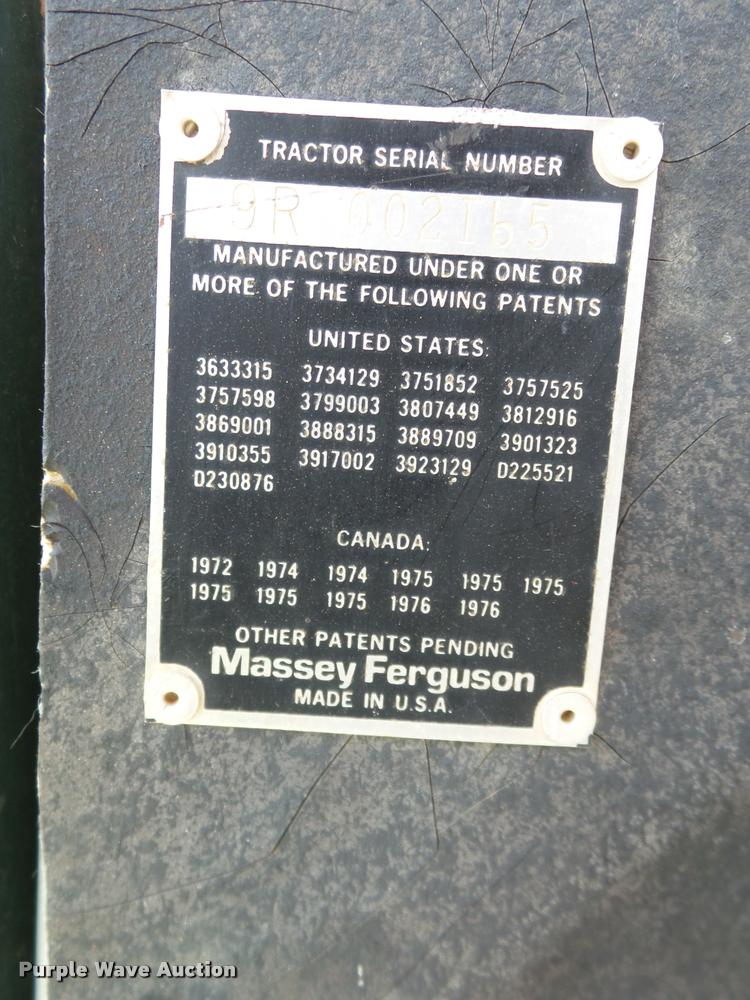 TRACTOR SERIAL NUMBER
9R 002165
MANUFACTURED UNDER ONE OR
MORE OF THE FOLLOWING PATENTS
UNITED STATES:
3633315 3734129 3751852 3757525
3757598 3799003 3807449 3812916
3869001 3888315 3889709 3901323
3910355 3917002 3923129 D225521
D230876
CANADA:
1972 1974 1974 1975 1975 1975
1975 1975 1975 1976 1976
OTHER PATENTS PENDING
Massey Ferguson
MADE IN U.S.A.
Purple Wave Auction